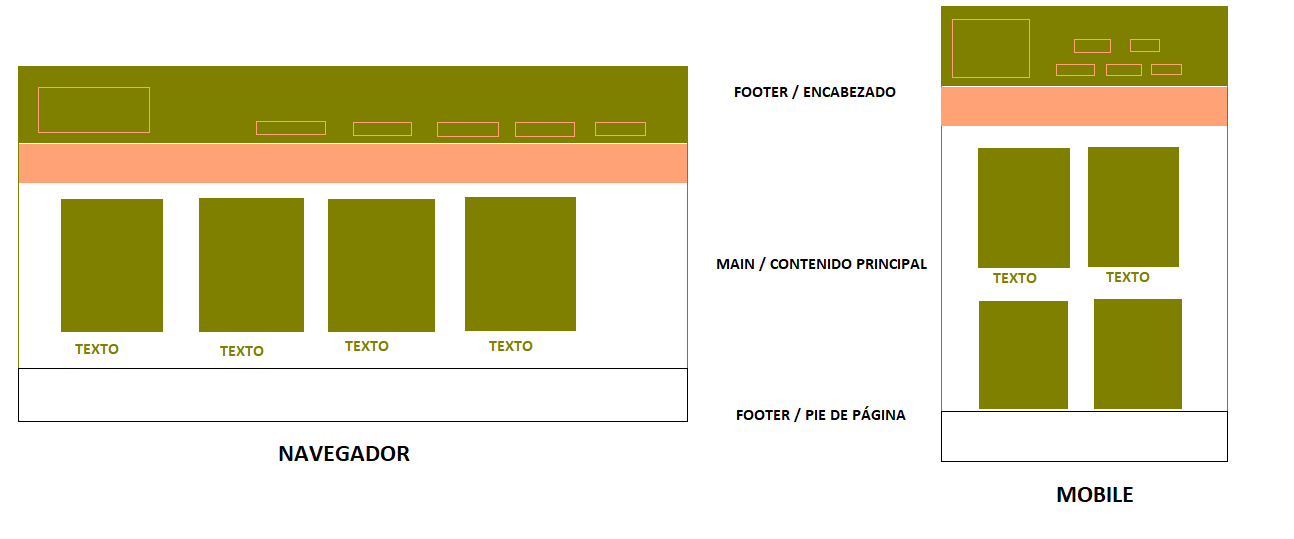 FOOTER / ENCABEZADO
MAIN / CONTENIDO PRINCIPAL
FOOTER / PIE DE PÁGINA
TEXTO TEXTO TEXTO TEXTO
NAVEGADOR
TEXTO TEXTO
MOBILE